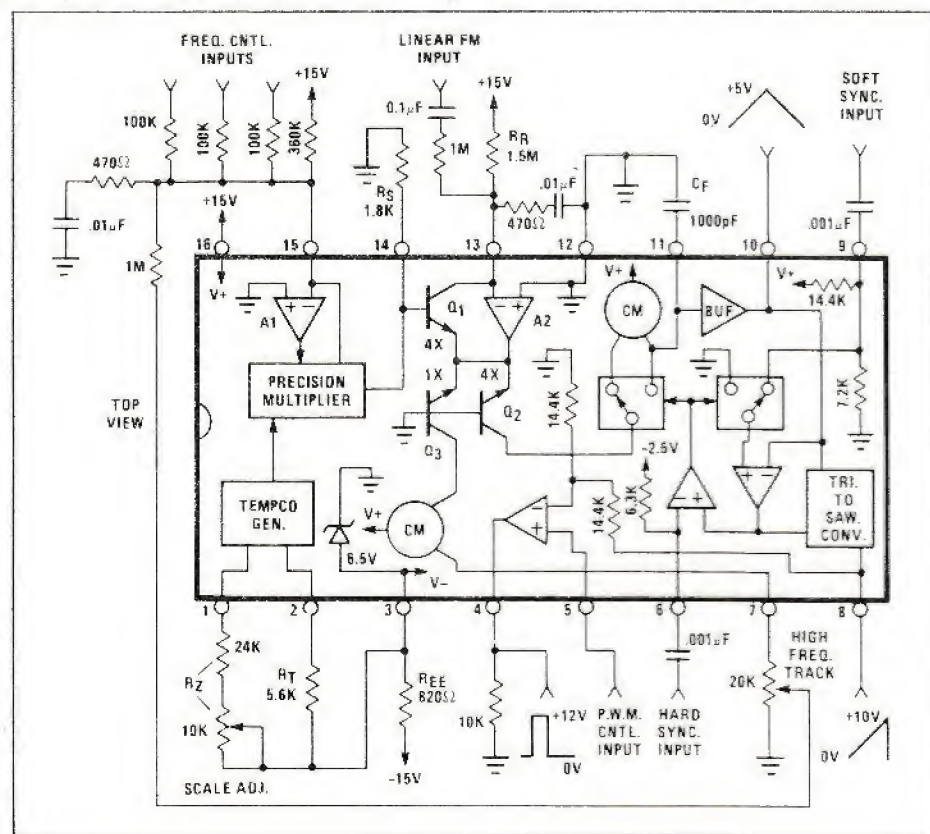 FREQ. CNTL.
INPUTS
LINEAR FM
INPUT
SOFT
SYNC.
INPUT
+15V
+15V
+5V
0V
100K
100K
100K
360K
0.1µF
1M
RR
1.5M
470Ω
.01µF
+15V
RS
1.8K
470Ω
.01µF
CF
1000pF
.001µF
16
15
14
13
12
11
10
9
1M
V+
+ −
A1
Q1
4X
− +
A2
V+
CM
BUF
V+
14.4K
PRECISION
MULTIPLIER
1X
4X
Q2
Q3
14.4K
7.2K
TOP
VIEW
−2.5V
6.3K
− +
+ −
TEMPCO
GEN.
V+
CM
6.5V
V−
−
+
14.4K
TRI.
TO
SAW.
CONV.
1
2
3
4
5
6
7
8
24K
RZ
10K
RT
5.6K
REE
820Ω
−15V
SCALE ADJ.
10K
+12V
0V
P.W.M.
CNTL.
INPUT
.001µF
HARD
SYNC.
INPUT
HIGH
FREQ.
TRACK
20K
+10V
0V